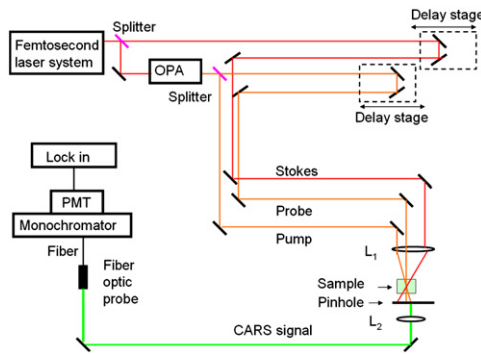 Splitter
Delay stage
Femtosecond
laser system
OPA
Splitter
Delay stage
Lock in
Stokes
PMT
Probe
Monochromator
Pump
Fiber
L1
Fiber
optic
probe
Sample
Pinhole
L2
CARS signal